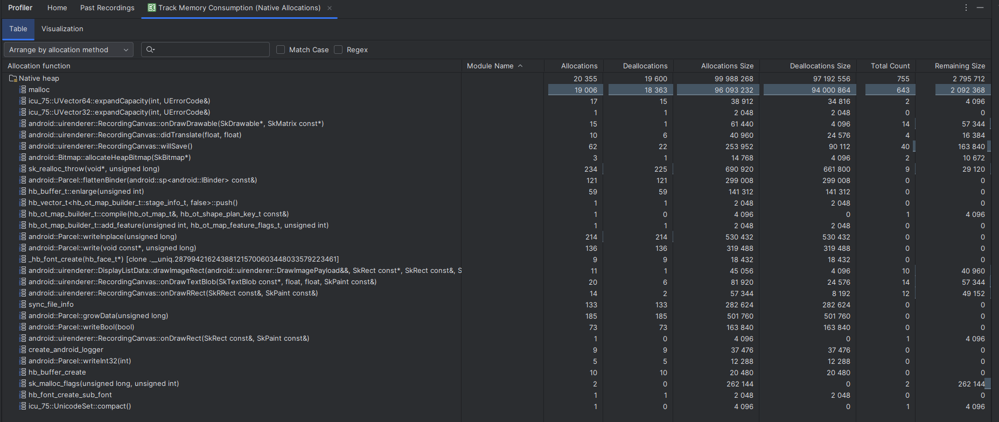 Profiler Home Past Recordings Track Memory Consumption (Native Allocations)
Table Visualization
Arrange by allocation method Match Case Regex
Allocation function Module Name Allocations Deallocations Allocations Size Deallocations Size Total Count Remaining Size
Native heap 20 355 19 600 99 988 268 97 192 556 755 2 795 712
malloc 19 006 18 363 96 093 232 94 000 864 643 2 092 368
icu_75::UVector64::expandCapacity(int, UErrorCode&) 17 15 38 912 34 816 2 4 096
icu_75::UVector32::expandCapacity(int, UErrorCode&) 1 1 2 048 2 048 0 0
android::uirenderer::RecordingCanvas::onDrawDrawable(SkDrawable*, SkMatrix const*) 15 1 61 440 4 096 14 57 344
android::uirenderer::RecordingCanvas::didTranslate(float, float) 10 6 40 960 24 576 4 16 384
android::uirenderer::RecordingCanvas::willSave() 62 22 253 952 90 112 40 163 840
android::Bitmap::allocateHeapBitmap(SkBitmap*) 3 1 14 768 4 096 2 10 672
sk_realloc_throw(void*, unsigned long) 234 225 690 920 661 800 9 29 120
android::Parcel::flattenBinder(android::sp<android::IBinder> const&) 121 121 299 008 299 008 0 0
hb_buffer_t::enlarge(unsigned int) 59 59 141 312 141 312 0 0
hb_vector_t<hb_ot_map_builder_t::stage_info_t, false>::push() 1 1 2 048 2 048 0 0
hb_ot_map_builder_t::compile(hb_ot_map_t&, hb_ot_shape_plan_key_t const&) 1 0 4 096 0 1 4 096
hb_ot_map_builder_t::add_feature(unsigned int, hb_ot_map_feature_flags_t, unsigned int) 1 1 2 048 2 048 0 0
android::Parcel::writeInplace(unsigned long) 214 214 530 432 530 432 0 0
android::Parcel::write(void const*, unsigned long) 136 136 319 488 319 488 0 0
_hb_font_create(hb_face_t*) [clone .__uniq.287994216243881215700603448033579223461] 9 9 18 432 18 432 0 0
android::uirenderer::DisplayListData::drawImageRect(android::uirenderer::DrawImagePayload&&, SkRect const*, SkRect const&, S 11 1 45 056 4 096 10 40 960
android::uirenderer::RecordingCanvas::onDrawTextBlob(SkTextBlob const*, float, float, SkPaint const&) 20 6 81 920 24 576 14 57 344
android::uirenderer::RecordingCanvas::onDrawRRect(SkRRect const&, SkPaint const&) 14 2 57 344 8 192 12 49 152
sync_file_info 133 133 282 624 282 624 0 0
android::Parcel::growData(unsigned long) 185 185 501 760 501 760 0 0
android::Parcel::writeBool(bool) 73 73 163 840 163 840 0 0
android::uirenderer::RecordingCanvas::onDrawRect(SkRect const&, SkPaint const&) 1 0 4 096 0 1 4 096
create_android_logger 9 9 37 476 37 476 0 0
android::Parcel::writeInt32(int) 5 5 12 288 12 288 0 0
hb_buffer_create 10 10 20 480 20 480 0 0
sk_malloc_flags(unsigned long, unsigned int) 2 0 262 144 0 2 262 144
hb_font_create_sub_font 1 1 2 048 2 048 0 0
icu_75::UnicodeSet::compact() 1 0 4 096 0 1 4 096